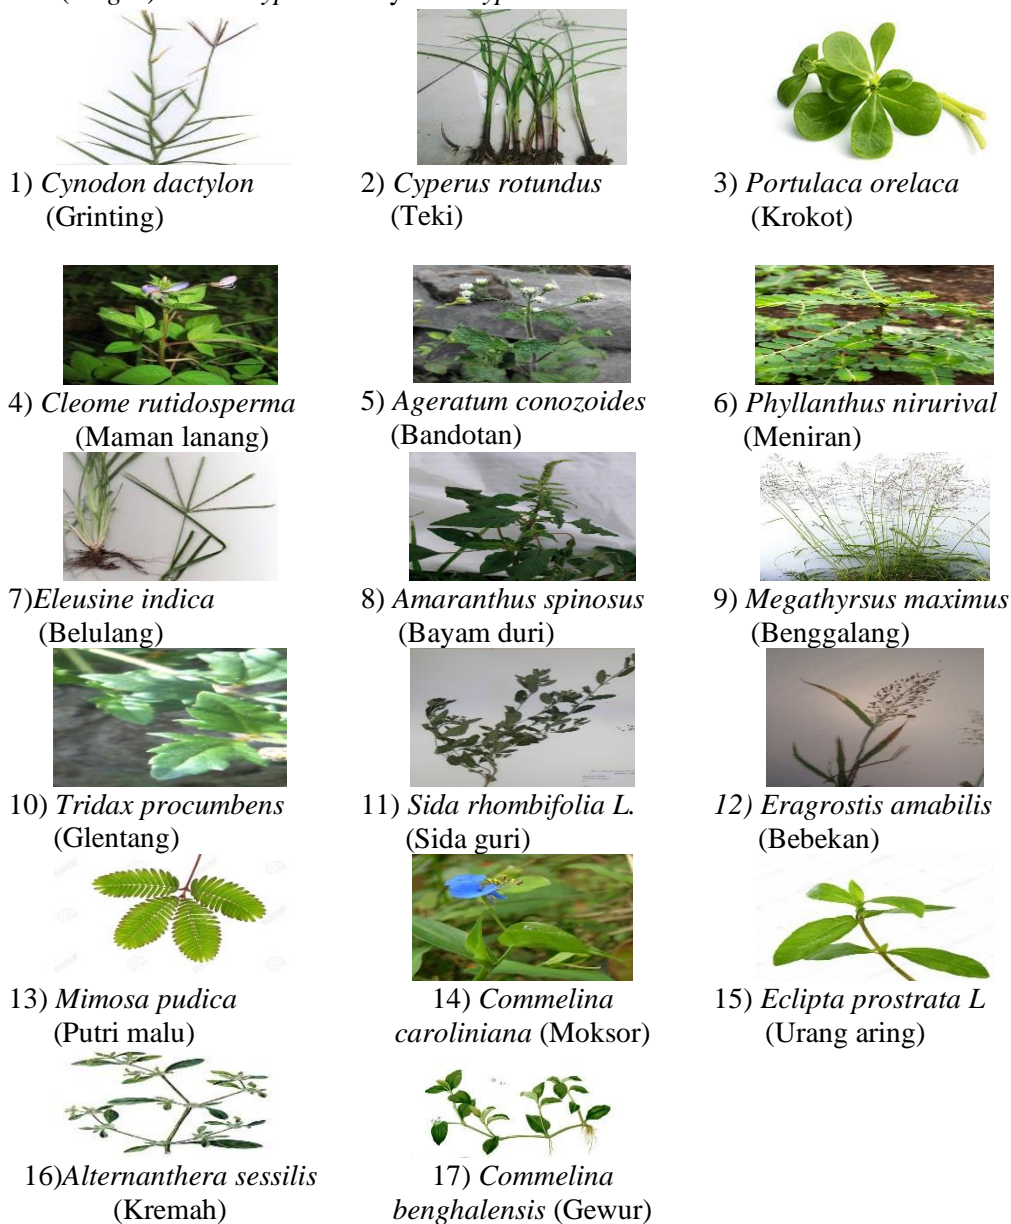 1) Cynodon dactylon
(Grinting)
2) Cyperus rotundus
(Teki)
3) Portulaca orelaca
(Krokot)
4) Cleome rutidosperma
(Maman lanang)
5) Ageratum conozoides
(Bandotan)
6) Phyllanthus nirurival
(Meniran)
7)Eleusine indica
(Belulang)
8) Amaranthus spinosus
(Bayam duri)
9) Megathyrsus maximus
(Benggalang)
10) Tridax procumbens
(Glentang)
11) Sida rhombifolia L.
(Sida guri)
12) Eragrostis amabilis
(Bebekan)
13) Mimosa pudica
(Putri malu)
14) Commelina
caroliniana (Moksor)
15) Eclipta prostrata L
(Urang aring)
16)Alternanthera sessilis
(Kremah)
17) Commelina
benghalensis (Gewur)